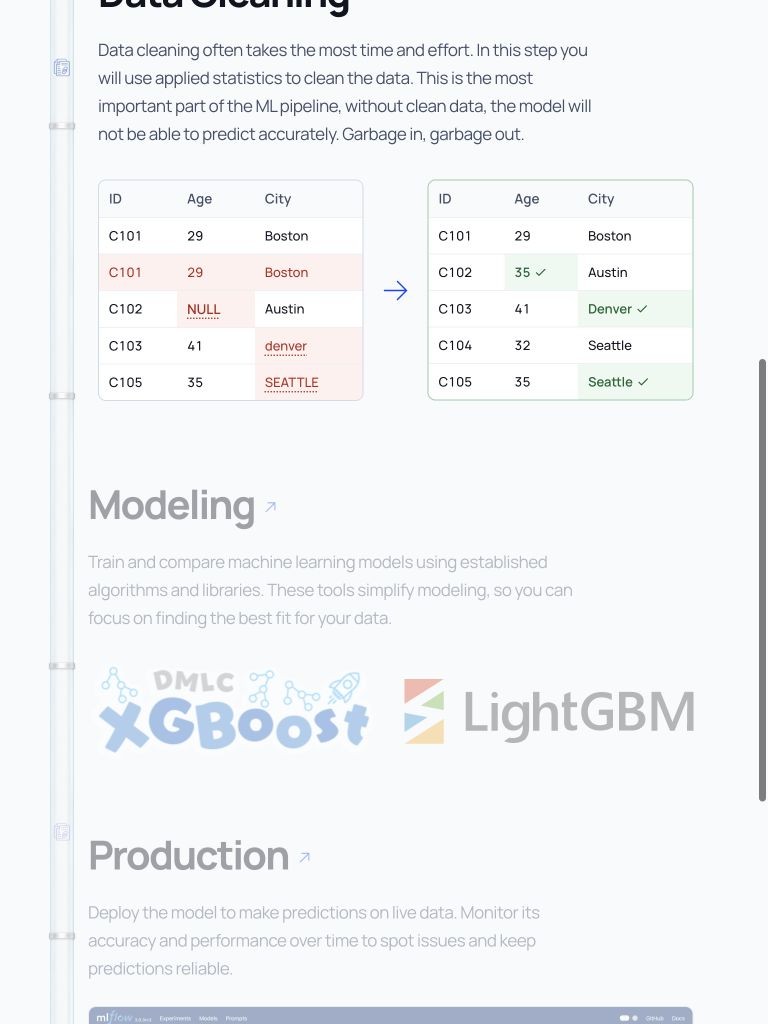 Data Cleaning
Data cleaning often takes the most time and effort. In this step you
will use applied statistics to clean the data. This is the most
important part of the ML pipeline, without clean data, the model will
not be able to predict accurately. Garbage in, garbage out.
ID Age City
C101 29 Boston
C101 29 Boston
C102 NULL Austin
C103 41 denver
C105 35 SEATTLE
ID Age City
C101 29 Boston
C102 35 ✓ Austin
C103 41 Denver ✓
C104 32 Seattle
C105 35 Seattle ✓
Modeling ↗
Train and compare machine learning models using established
algorithms and libraries. These tools simplify modeling, so you can
focus on finding the best fit for your data.
DMLC
XGBoost
LightGBM
Production ↗
Deploy the model to make predictions on live data. Monitor its
accuracy and performance over time to spot issues and keep
predictions reliable.
mlflow Experiments Models Prompts GitHub Docs